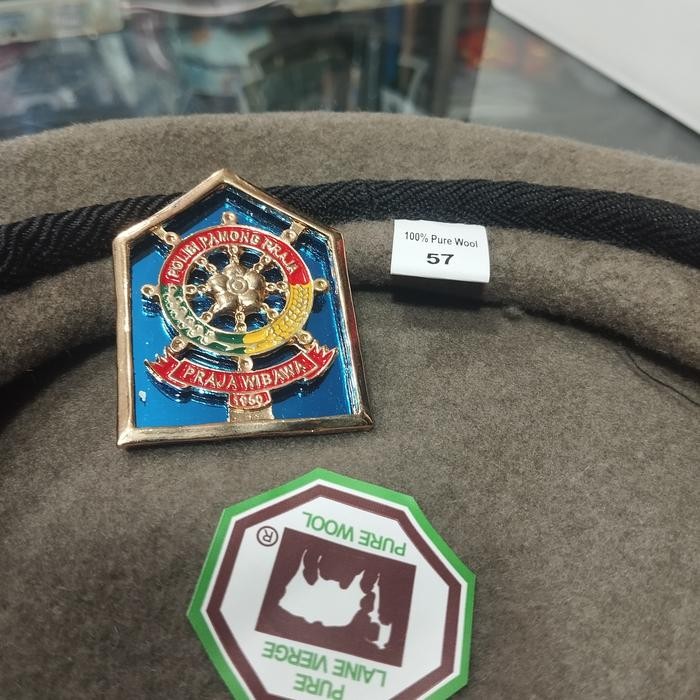 POLISI PAMONG PRAJA
PRAJA WIBAWA
1950
100% Pure Wool
57
PURE WOOL
®
PURE
LAINE VIERGE